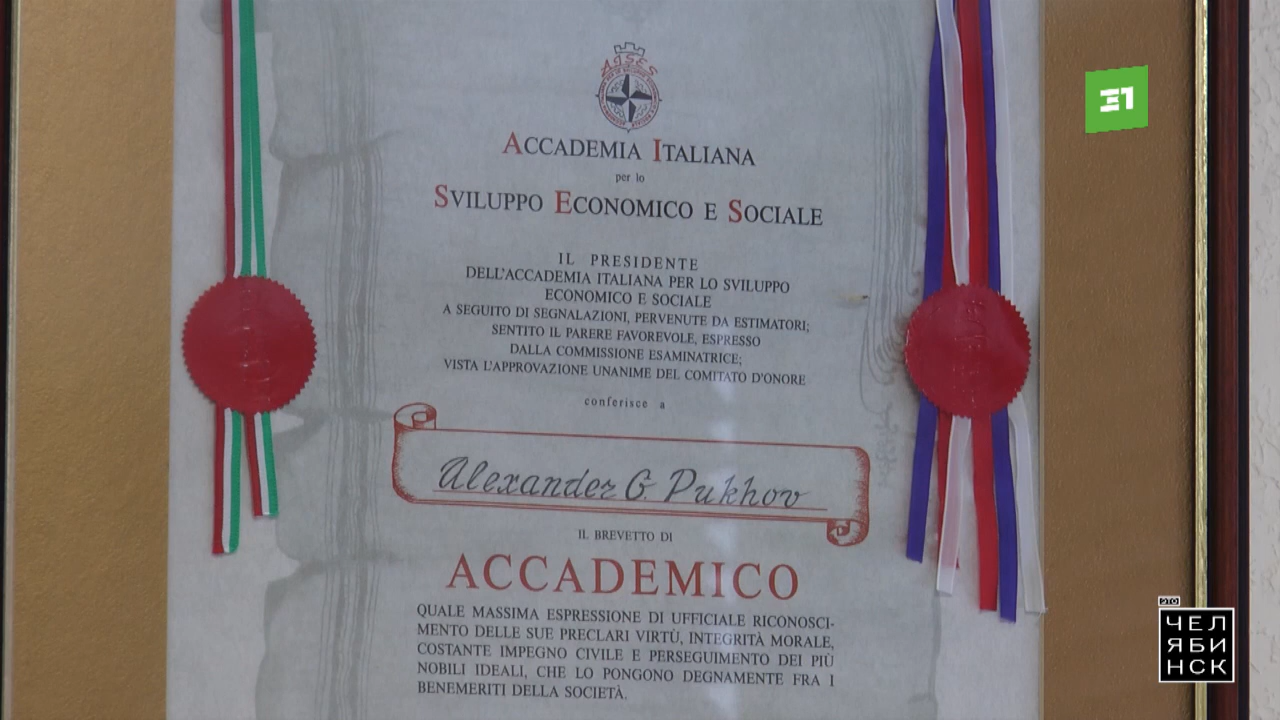 AISES
ACCADEMIA ITALIANA
per lo
SVILUPPO ECONOMICO E SOCIALE
IL PRESIDENTE
DELL'ACCADEMIA ITALIANA PER LO SVILUPPO
ECONOMICO E SOCIALE
A SEGUITO DI SEGNALAZIONI, PERVENUTE DA ESTIMATORI;
SENTITO IL PARERE FAVOREVOLE, ESPRESSO
DALLA COMMISSIONE ESAMINATRICE;
VISTA L'APPROVAZIONE UNANIME DEL COMITATO D'ONORE
conferisce a
Alexander G. Pukhov
IL BREVETTO DI
ACCADEMICO
QUALE MASSIMA ESPRESSIONE DI UFFICIALE RICONOSCI-
MENTO DELLE SUE PRECLARI VIRTÙ, INTEGRITÀ MORALE,
COSTANTE IMPEGNO CIVILE E PERSEGUIMENTO DEI PIÙ
NOBILI IDEALI, CHE LO PONGONO DEGNAMENTE FRA I
BENEMERITI DELLA SOCIETÀ.
31
ЭТО
ЧЕЛ
ЯБИ
НСК